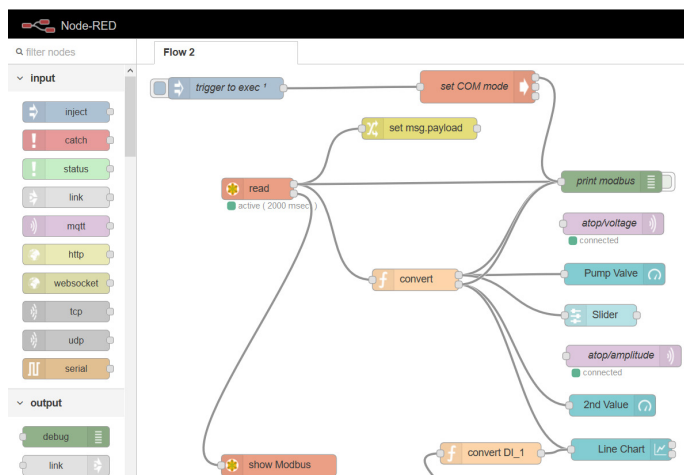 Node-RED
filter nodes
Flow 2
input
inject
catch
status
link
mqtt
http
websocket
tcp
udp
serial
output
debug
link
trigger to exec ¹
set COM mode
set msg.payload
read
active ( 2000 msec. )
print modbus
atop/voltage
connected
convert
Pump Valve
Slider
atop/amplitude
connected
2nd Value
convert DI_1
Line Chart
show Modbus